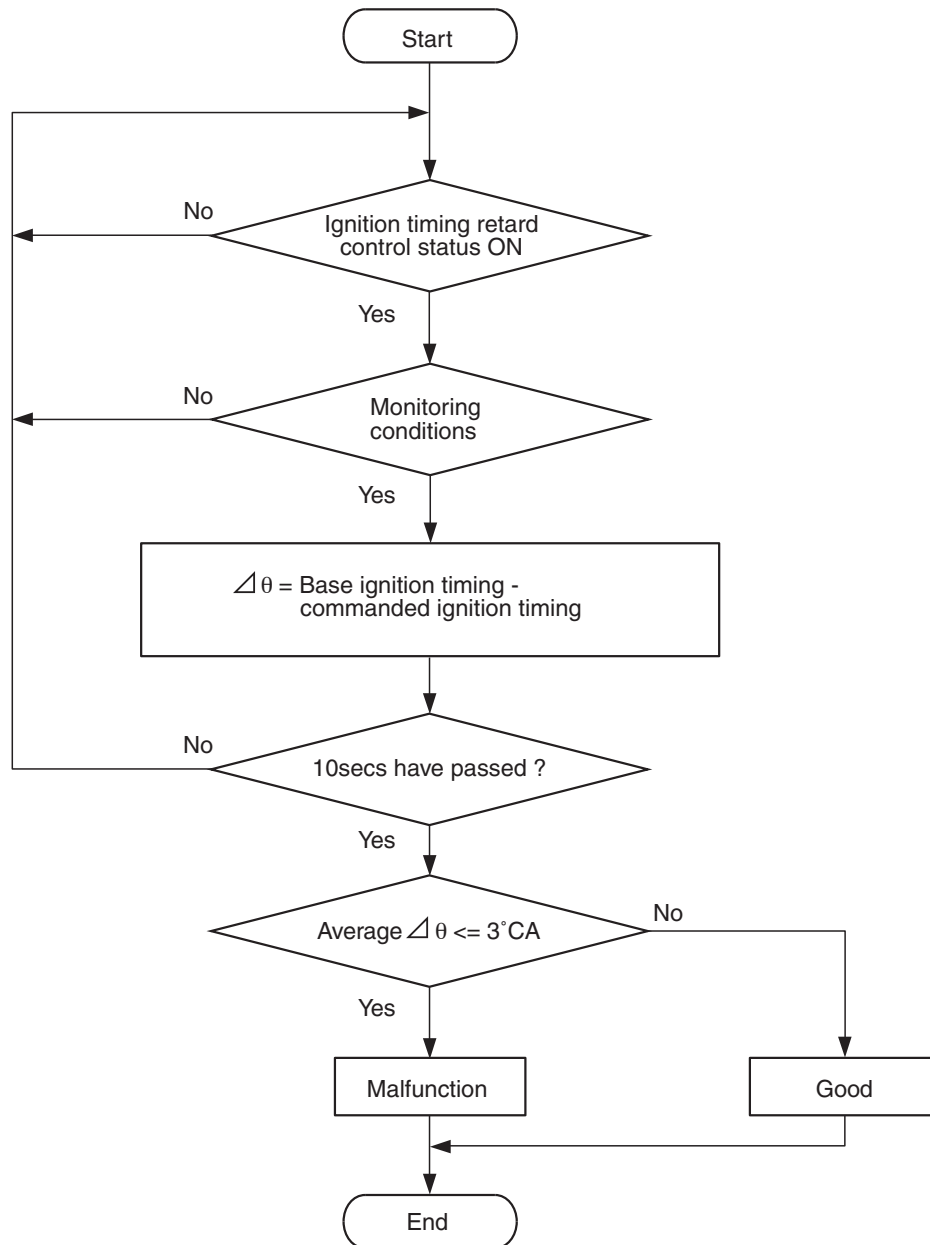 Start
No
Ignition timing retard
control status ON
Yes
No
Monitoring
conditions
Yes
⊿θ = Base ignition timing -
commanded ignition timing
No
10secs have passed ?
Yes
Average ⊿θ <= 3°CA
No
Yes
Malfunction
Good
End